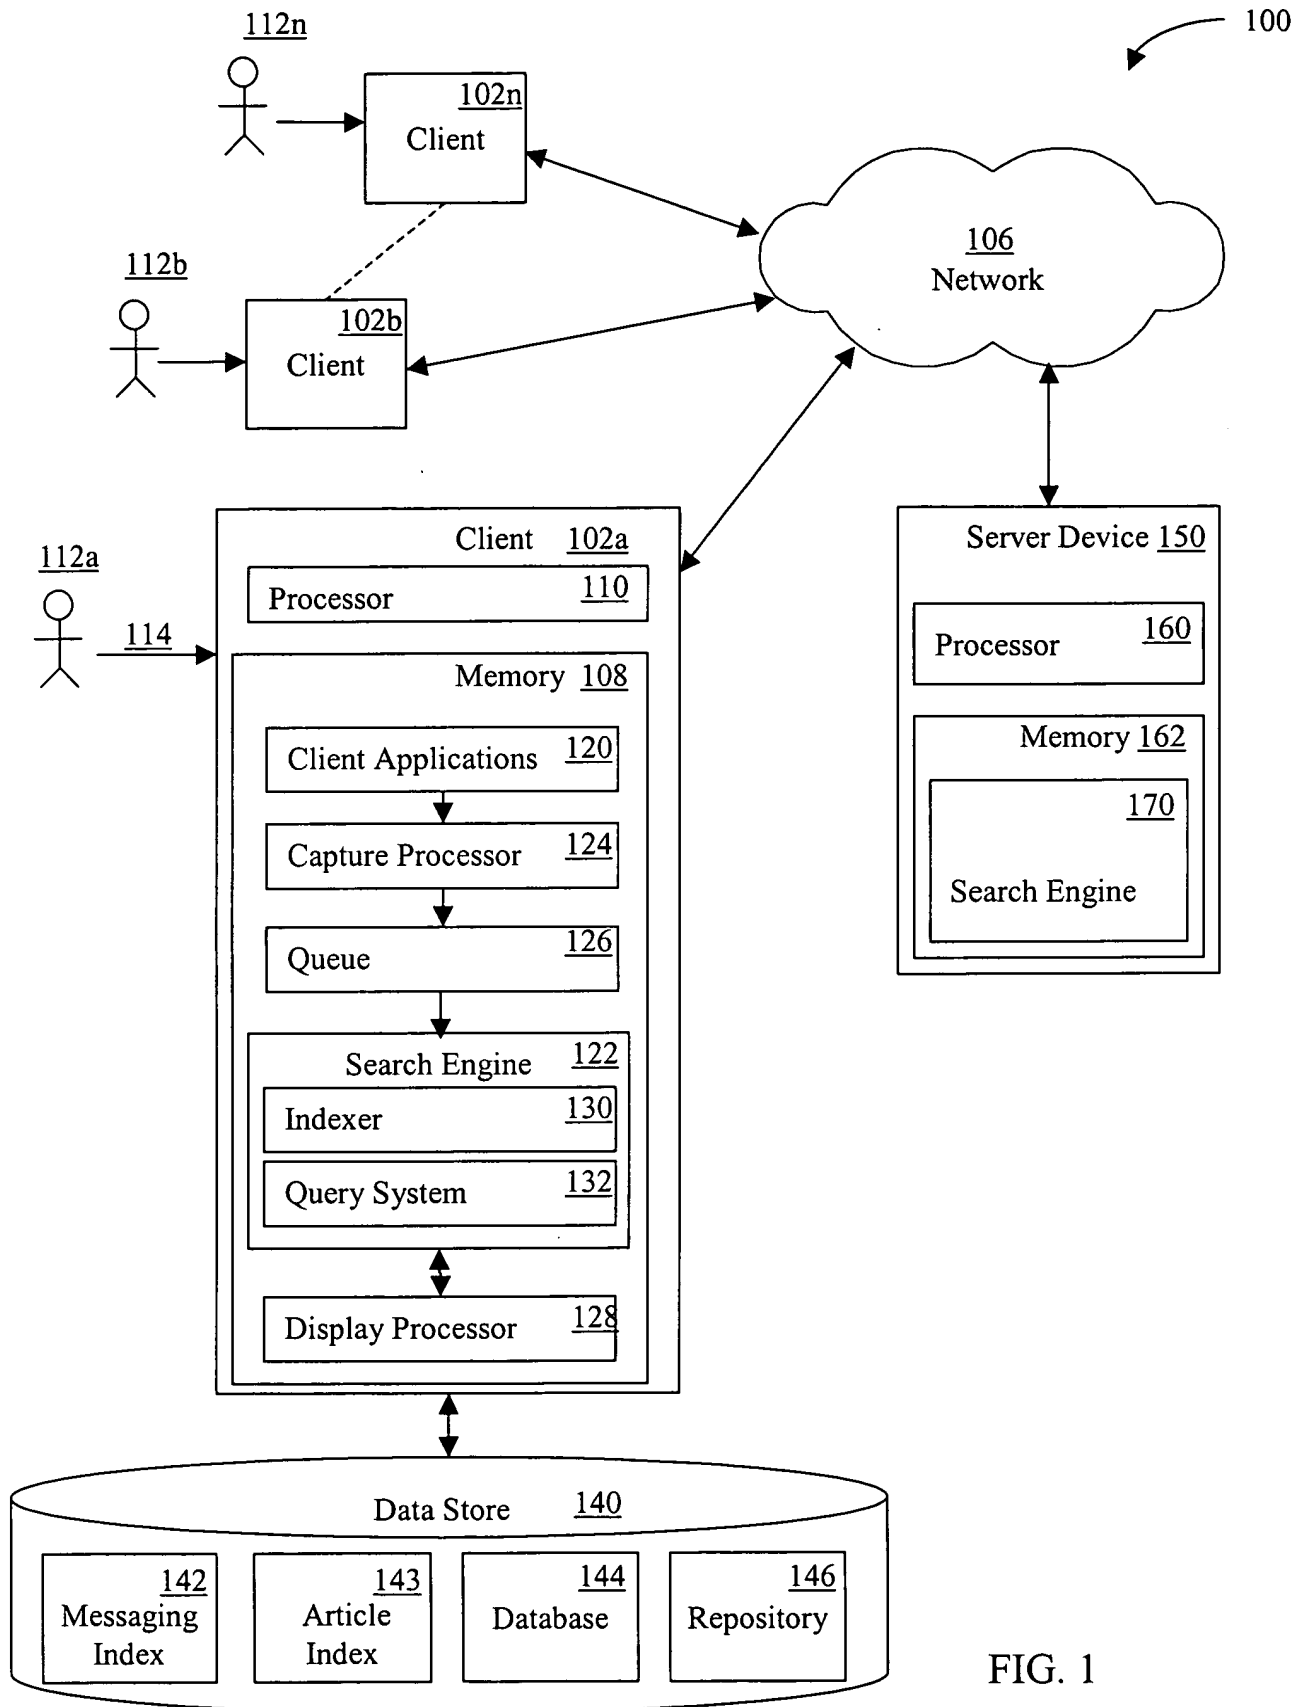 100
112n
102n
Client
106
Network
112b
102b
Client
Client 102a
Processor 110
112a
114
Memory 108
Client Applications 120
Capture Processor 124
Queue 126
Search Engine 122
Indexer 130
Query System 132
Display Processor 128
Server Device 150
Processor 160
Memory 162
170
Search Engine
Data Store 140
142
Messaging
Index
143
Article
Index
144
Database
146
Repository
FIG. 1